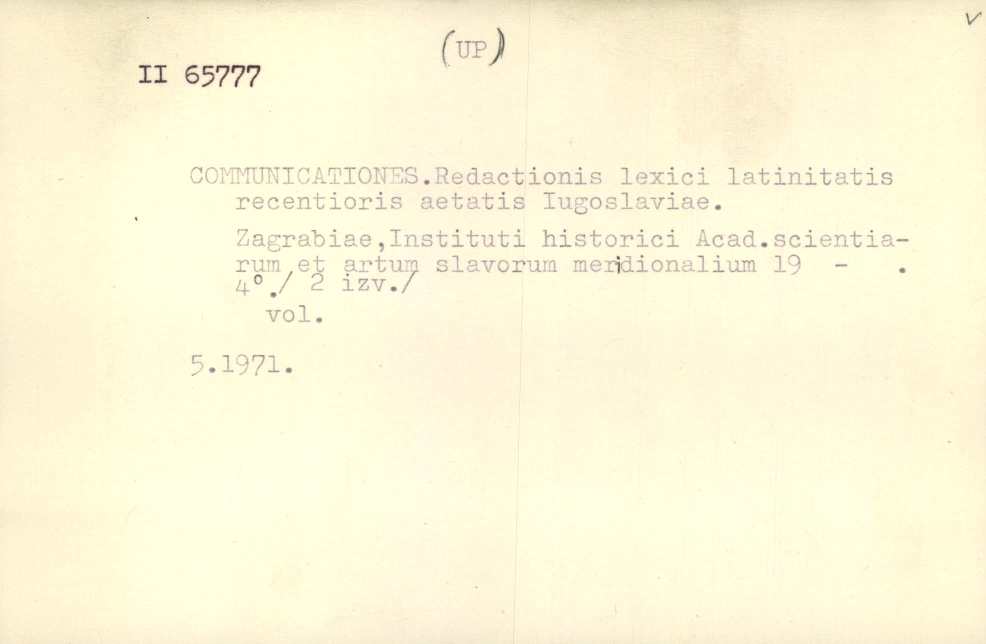 (UP)
V
II 65777
COMMUNICATIONES.Redactionis lexici latinitatis
recentioris aetatis Iugoslaviae.
Zagrabiae,Instituti historici Acad.scientia-
rum et artum slavorum meridionalium 19 - .
4°./ 2 izv./
vol.
5.1971.